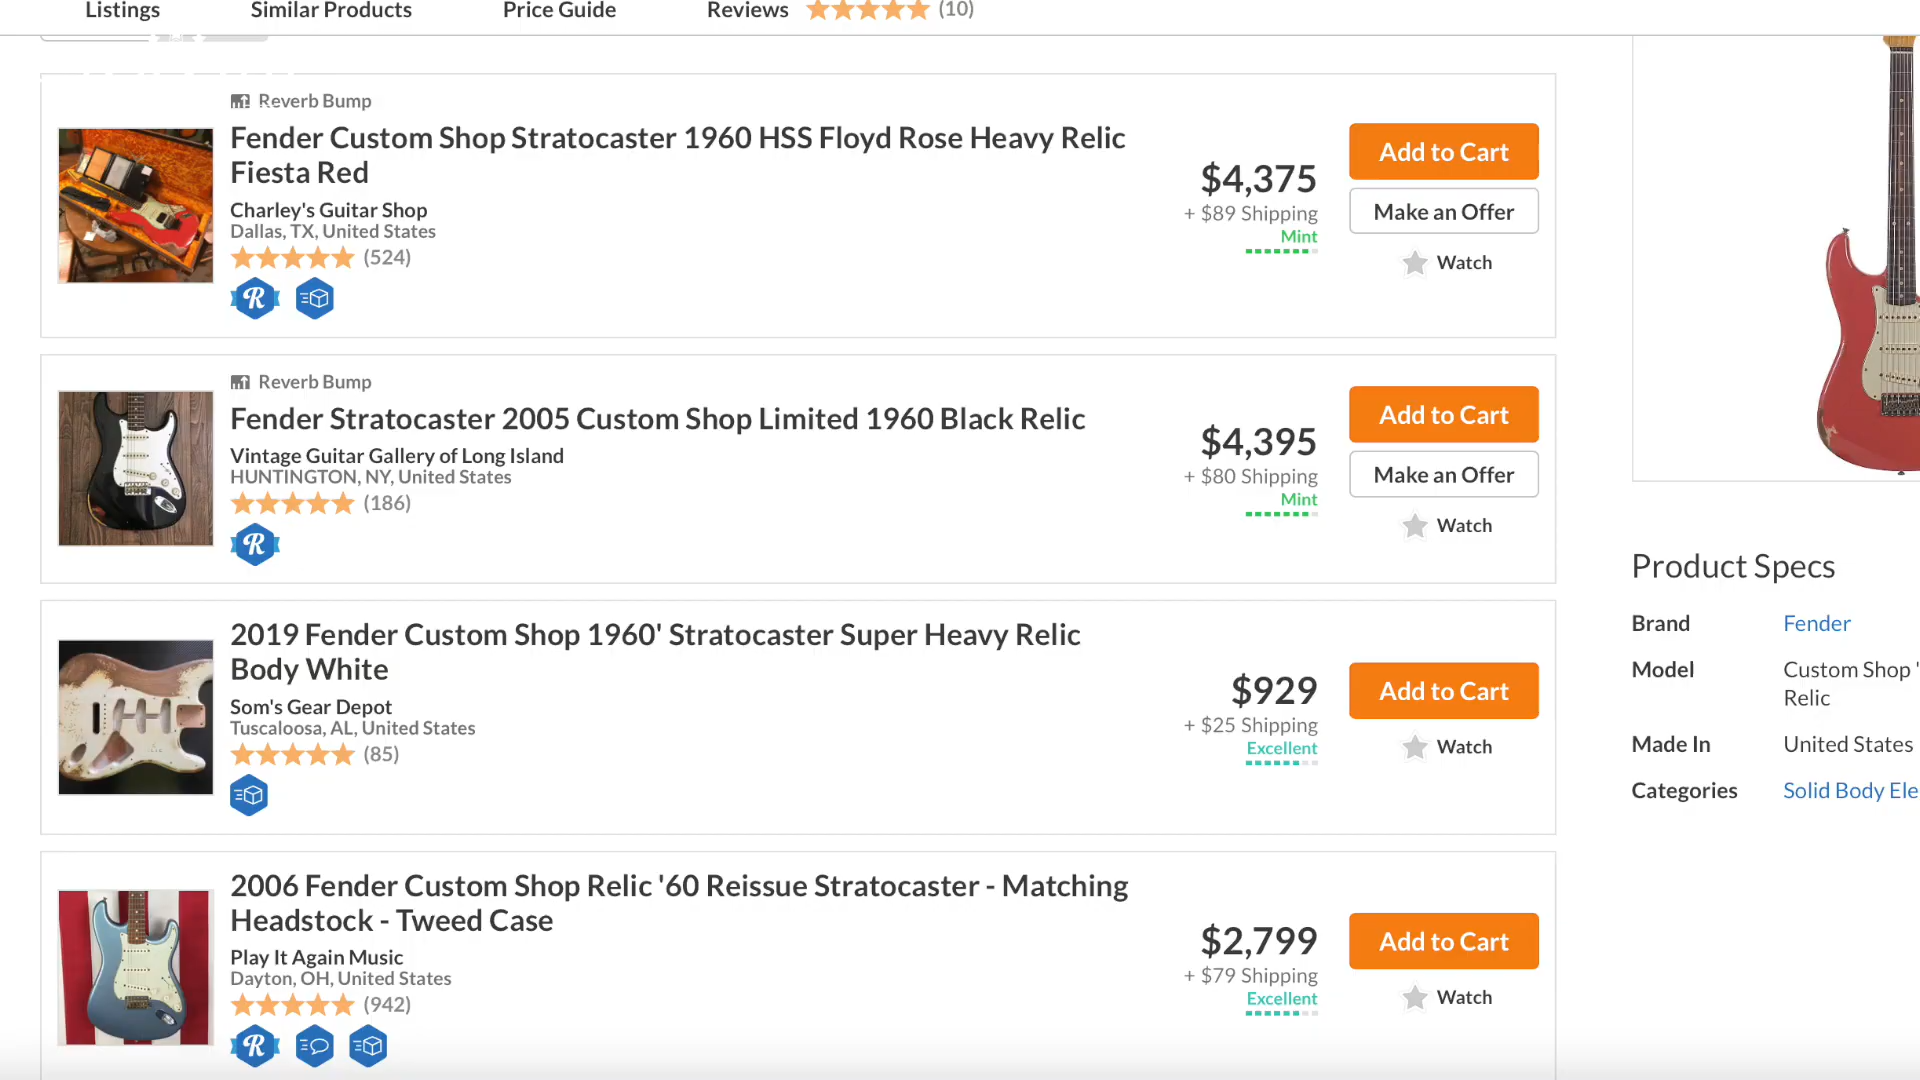 Listings Similar Products Price Guide Reviews (10)
Reverb Bump
Fender Custom Shop Stratocaster 1960 HSS Floyd Rose Heavy Relic
Fiesta Red
Charley's Guitar Shop
Dallas, TX, United States
(524)
$4,375
+ $89 Shipping
Mint
Add to Cart
Make an Offer
Watch
Reverb Bump
Fender Stratocaster 2005 Custom Shop Limited 1960 Black Relic
Vintage Guitar Gallery of Long Island
HUNTINGTON, NY, United States
(186)
$4,395
+ $80 Shipping
Mint
Add to Cart
Make an Offer
Watch
2019 Fender Custom Shop 1960' Stratocaster Super Heavy Relic
Body White
Som's Gear Depot
Tuscaloosa, AL, United States
(85)
$929
+ $25 Shipping
Excellent
Add to Cart
Watch
2006 Fender Custom Shop Relic '60 Reissue Stratocaster - Matching
Headstock - Tweed Case
Play It Again Music
Dayton, OH, United States
(942)
$2,799
+ $79 Shipping
Excellent
Add to Cart
Watch
Product Specs
Brand Fender
Model Custom Shop '
Relic
Made In United States
Categories Solid Body Ele